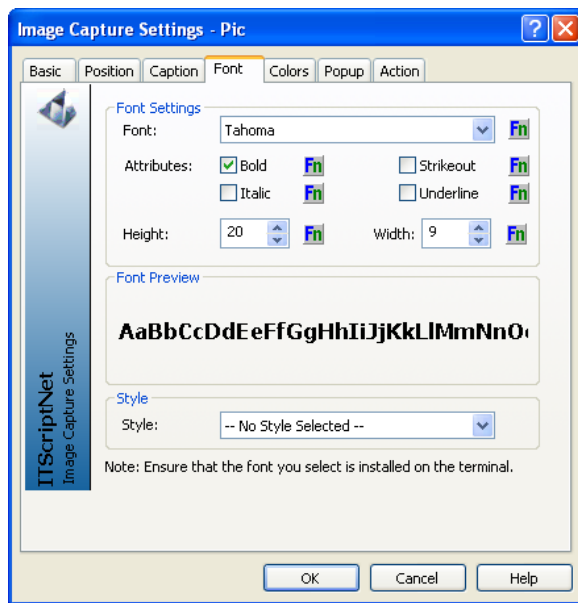 Image Capture Settings - Pic
Basic Position Caption Font Colors Popup Action
Font Settings
Font: Tahoma Fn
Attributes: Bold Fn Strikeout Fn
Italic Fn Underline Fn
Height: 20 Fn Width: 9 Fn
Font Preview
AaBbCcDdEeFfGgHhIiJjKkLlMmNnO
Style
Style: -- No Style Selected --
Note: Ensure that the font you select is installed on the terminal.
ITScriptNet
Image Capture Settings
OK Cancel Help